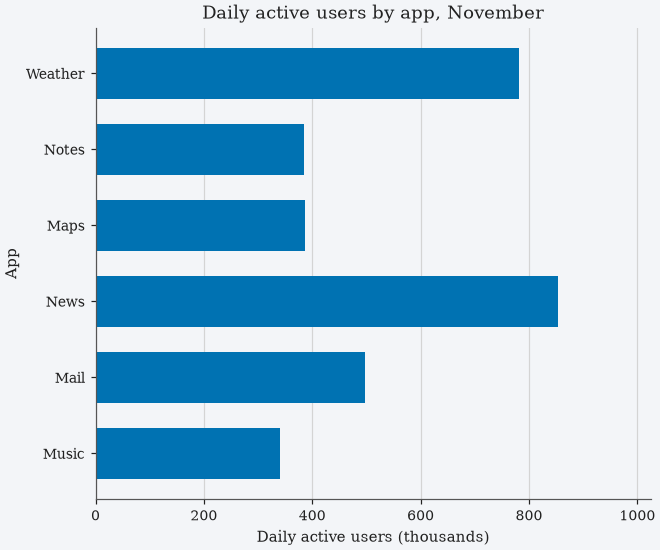 Daily active users by app, November
Weather
Notes
Maps
News
Mail
Music
App
0 200 400 600 800 1000
Daily active users (thousands)